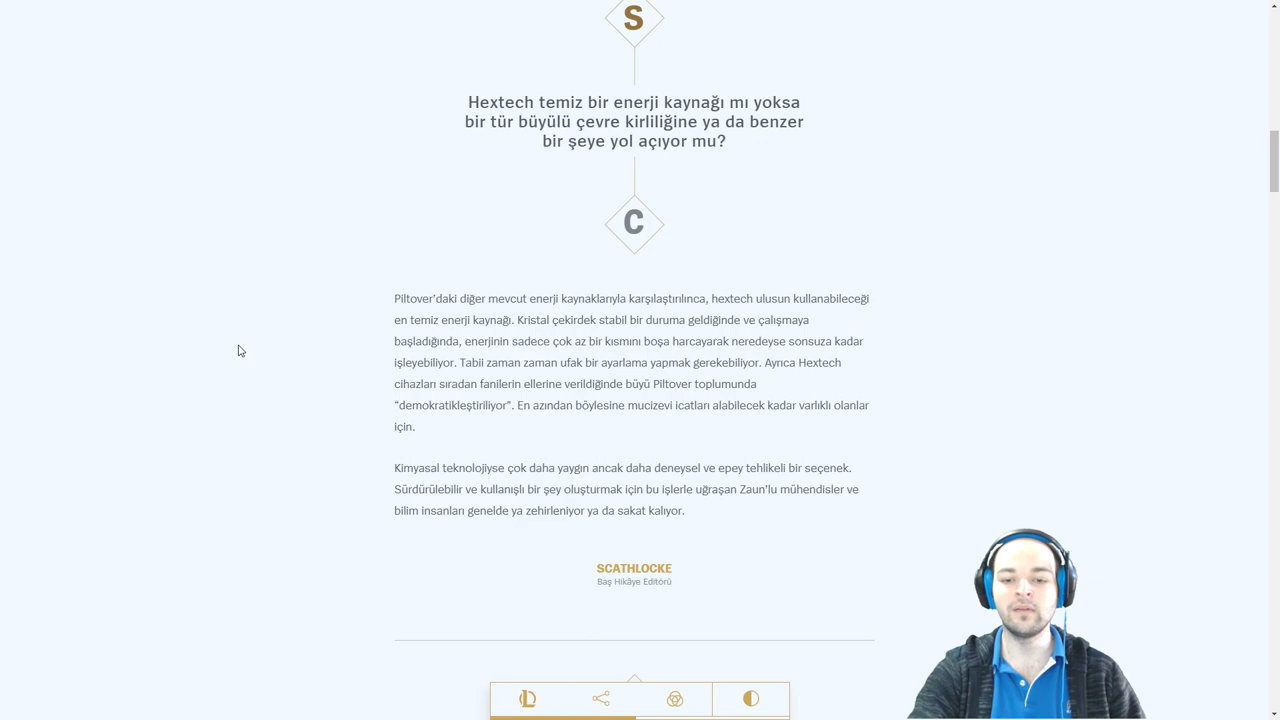 S
Hextech temiz bir enerji kaynağı mı yoksa
bir tür büyülü çevre kirliliğine ya da benzer
bir şeye yol açıyor mu?
C
Piltover'daki diğer mevcut enerji kaynaklarıyla karşılaştırılınca, hextech ulusun kullanabileceği
en temiz enerji kaynağı. Kristal çekirdek stabil bir duruma geldiğinde ve çalışmaya
başladığında, enerjinin sadece çok az bir kısmını boşa harcayarak neredeyse sonsuza kadar
işleyebiliyor. Tabii zaman zaman ufak bir ayarlama yapmak gerekebiliyor. Ayrıca Hextech
cihazları sıradan fanilerin ellerine verildiğinde büyü Piltover toplumunda
“demokratikleştiriliyor”. En azından böylesine mucizevi icatları alabilecek kadar varlıklı olanlar
için.
Kimyasal teknolojiyse çok daha yaygın ancak daha deneysel ve epey tehlikeli bir seçenek.
Sürdürülebilir ve kullanışlı bir şey oluşturmak için bu işlerle uğraşan Zaun'lu mühendisler ve
bilim insanları genelde ya zehirleniyor ya da sakat kalıyor.
SCATHLOCKE
Baş Hikâye Editörü